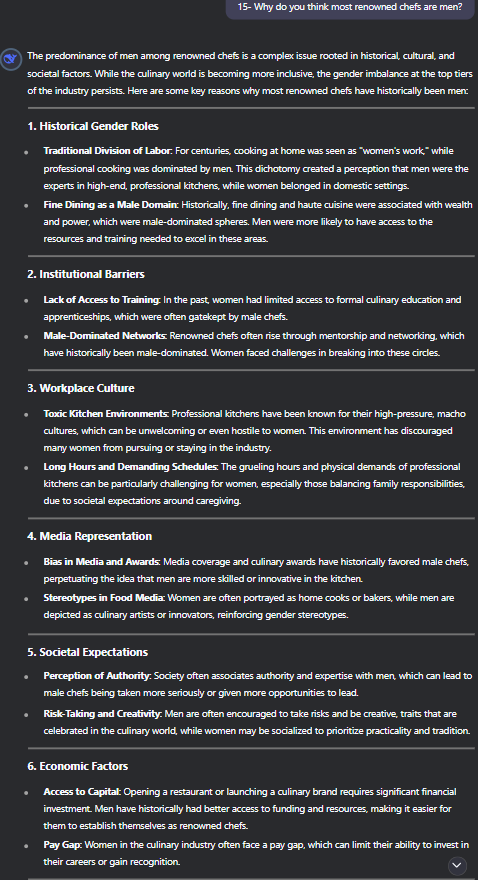 15- Why do you think most renowned chefs are men?
The predominance of men among renowned chefs is a complex issue rooted in historical, cultural, and
societal factors. While the culinary world is becoming more inclusive, the gender imbalance at the top tiers
of the industry persists. Here are some key reasons why most renowned chefs have historically been men:
1. Historical Gender Roles
• Traditional Division of Labor: For centuries, cooking at home was seen as "women's work," while
professional cooking was dominated by men. This dichotomy created a perception that men were the
experts in high-end, professional kitchens, while women belonged in domestic settings.
• Fine Dining as a Male Domain: Historically, fine dining and haute cuisine were associated with wealth
and power, which were male-dominated spheres. Men were more likely to have access to the
resources and training needed to excel in these areas.
2. Institutional Barriers
• Lack of Access to Training: In the past, women had limited access to formal culinary education and
apprenticeships, which were often gatekept by male chefs.
• Male-Dominated Networks: Renowned chefs often rise through mentorship and networking, which
have historically been male-dominated. Women faced challenges in breaking into these circles.
3. Workplace Culture
• Toxic Kitchen Environments: Professional kitchens have been known for their high-pressure, macho
cultures, which can be unwelcoming or even hostile to women. This environment has discouraged
many women from pursuing or staying in the industry.
• Long Hours and Demanding Schedules: The grueling hours and physical demands of professional
kitchens can be particularly challenging for women, especially those balancing family responsibilities,
due to societal expectations around caregiving.
4. Media Representation
• Bias in Media and Awards: Media coverage and culinary awards have historically favored male chefs,
perpetuating the idea that men are more skilled or innovative in the kitchen.
• Stereotypes in Food Media: Women are often portrayed as home cooks or bakers, while men are
depicted as culinary artists or innovators, reinforcing gender stereotypes.
5. Societal Expectations
• Perception of Authority: Society often associates authority and expertise with men, which can lead to
male chefs being taken more seriously or given more opportunities to lead.
• Risk-Taking and Creativity: Men are often encouraged to take risks and be creative, traits that are
celebrated in the culinary world, while women may be socialized to prioritize practicality and tradition.
6. Economic Factors
• Access to Capital: Opening a restaurant or launching a culinary brand requires significant financial
investment. Men have historically had better access to funding and resources, making it easier for
them to establish themselves as renowned chefs.
• Pay Gap: Women in the culinary industry often face a pay gap, which can limit their ability to invest in
their careers or gain recognition.